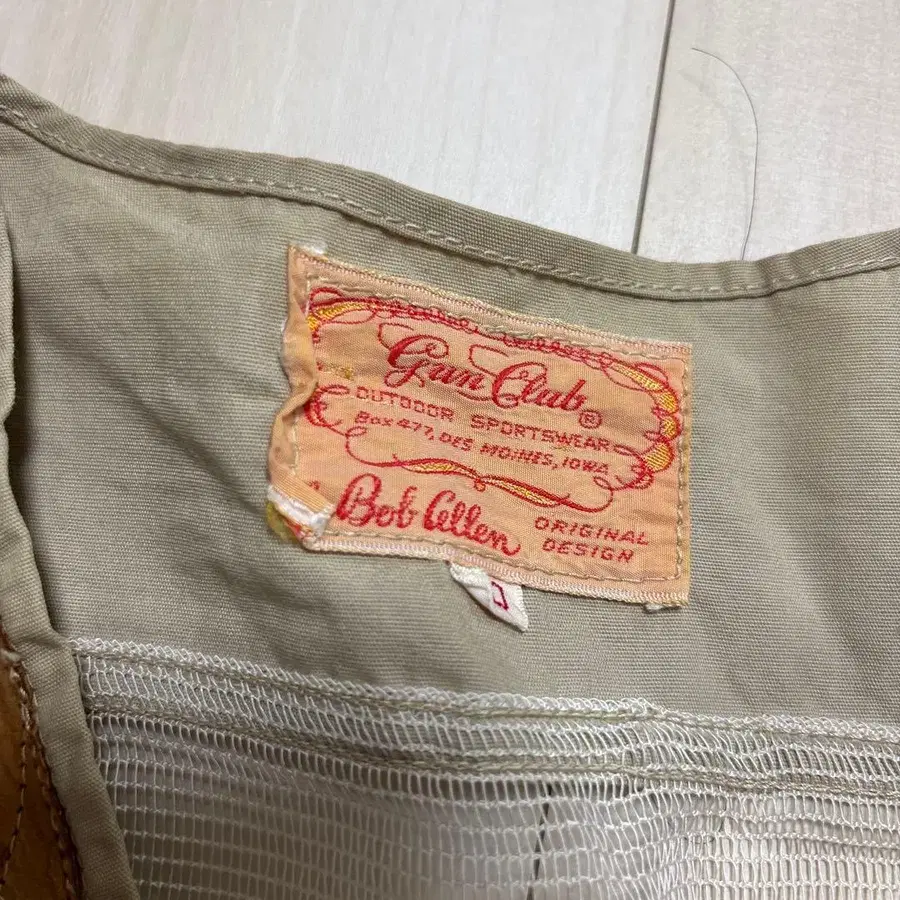 Gun Club ®
OUTDOOR SPORTSWEAR
Box 477, DES MOINES, IOWA
Bob Allen
ORIGINAL
DESIGN